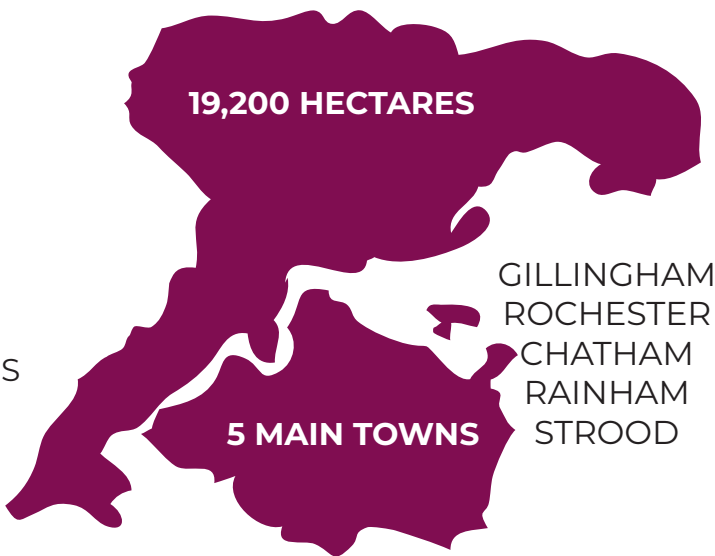 19,200 HECTARES
GILLINGHAM
ROCHESTER
CHATHAM
RAINHAM
STROOD
S
5 MAIN TOWNS